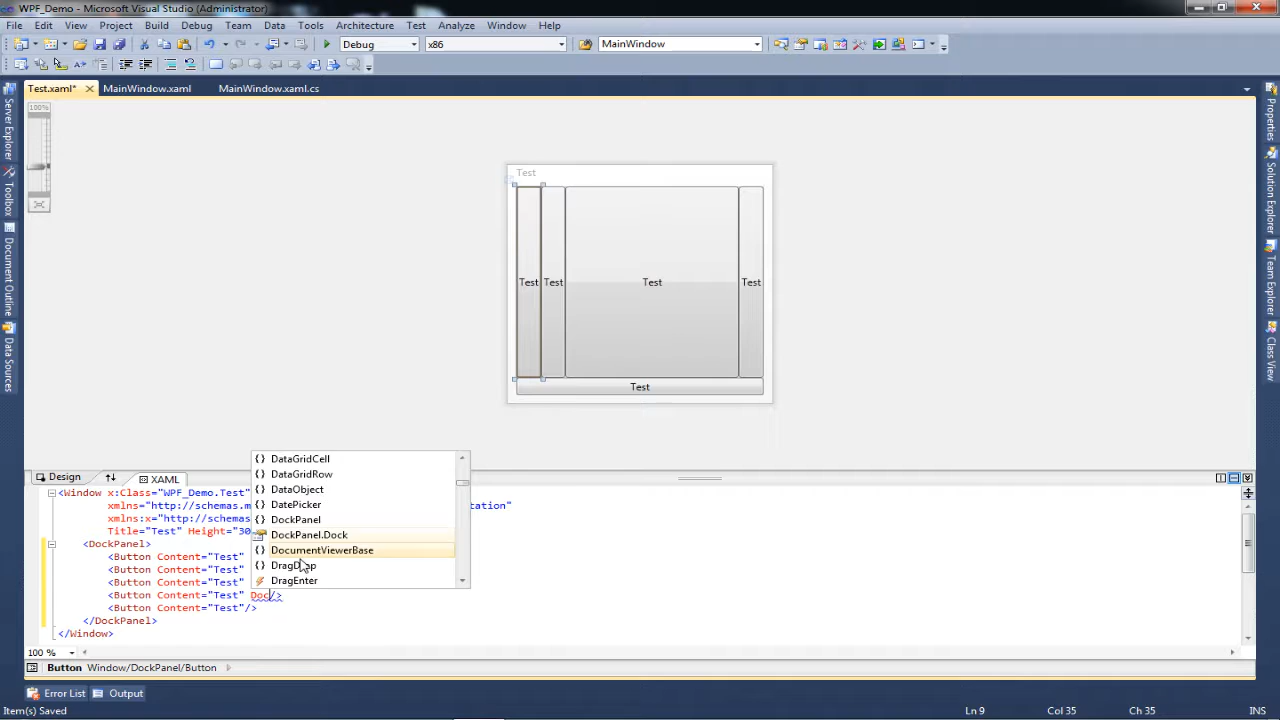 WPF_Demo - Microsoft Visual Studio (Administrator)
File Edit View Project Build Debug Team Data Tools Architecture Test Analyze Window Help
Debug x86 MainWindow
Test.xaml* MainWindow.xaml MainWindow.xaml.cs
Server Explorer
Toolbox
Document Outline
Data Sources
100%
Test
Test Test Test Test
Test
Properties
Solution Explorer
Team Explorer
Class View
Design XAML
DataGridCell
DataGridRow
DataObject
DatePicker
DockPanel
DockPanel.Dock
DocumentViewerBase
DragDrop
DragEnter
<Window x:Class="WPF_Demo.Test"
xmlns="http://schemas.m tation"
xmlns:x="http://schemas
Title="Test" Height="30
<DockPanel>
<Button Content="Test"
<Button Content="Test"
<Button Content="Test"
<Button Content="Test" Doc/>
<Button Content="Test"/>
</DockPanel>
</Window>
100 %
Button Window/DockPanel/Button
Error List Output
Item(s) Saved Ln 9 Col 35 Ch 35 INS